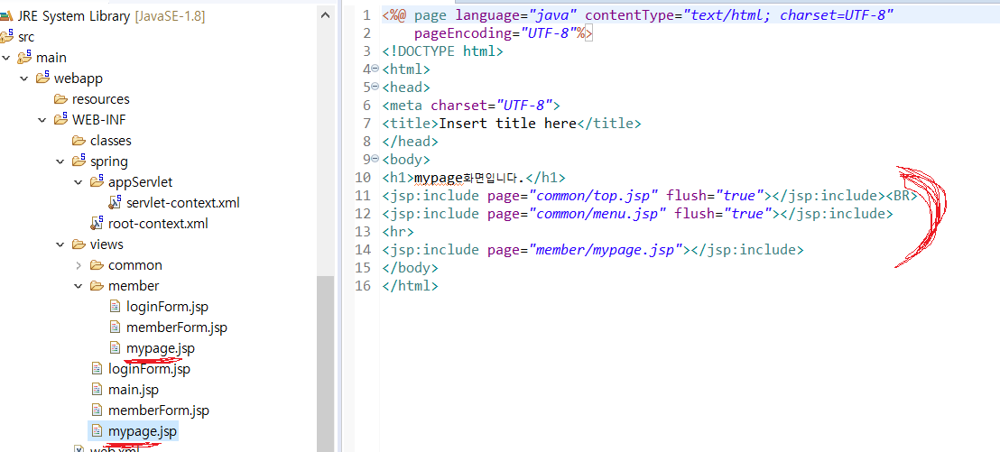 JRE System Library [JavaSE-1.8]
src
main
webapp
resources
WEB-INF
classes
spring
appServlet
servlet-context.xml
root-context.xml
views
common
member
loginForm.jsp
memberForm.jsp
mypage.jsp
loginForm.jsp
main.jsp
memberForm.jsp
mypage.jsp
web.xml
1 <%@ page language="java" contentType="text/html; charset=UTF-8"
2 pageEncoding="UTF-8"%>
3 <!DOCTYPE html>
4 <html>
5 <head>
6 <meta charset="UTF-8">
7 <title>Insert title here</title>
8 </head>
9 <body>
10 <h1>mypage화면입니다.</h1>
11 <jsp:include page="common/top.jsp" flush="true"></jsp:include><BR>
12 <jsp:include page="common/menu.jsp" flush="true"></jsp:include>
13 <hr>
14 <jsp:include page="member/mypage.jsp"></jsp:include>
15 </body>
16 </html>